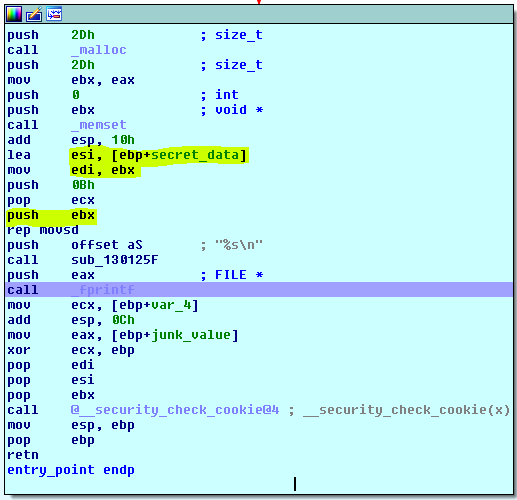 push 2Dh ; size_t
call _malloc
push 2Dh ; size_t
mov ebx, eax
push 0 ; int
push ebx ; void *
call _memset
add esp, 10h
lea esi, [ebp+secret_data]
mov edi, ebx
push 0Bh
pop ecx
push ebx
rep movsd
push offset aS ; "%s\n"
call sub_130125F
push eax ; FILE *
call _fprintf
mov ecx, [ebp+var_4]
add esp, 0Ch
mov eax, [ebp+junk_value]
xor ecx, ebp
pop edi
pop esi
pop ebx
call @__security_check_cookie@4 ; __security_check_cookie(x)
mov esp, ebp
pop ebp
retn
entry_point endp